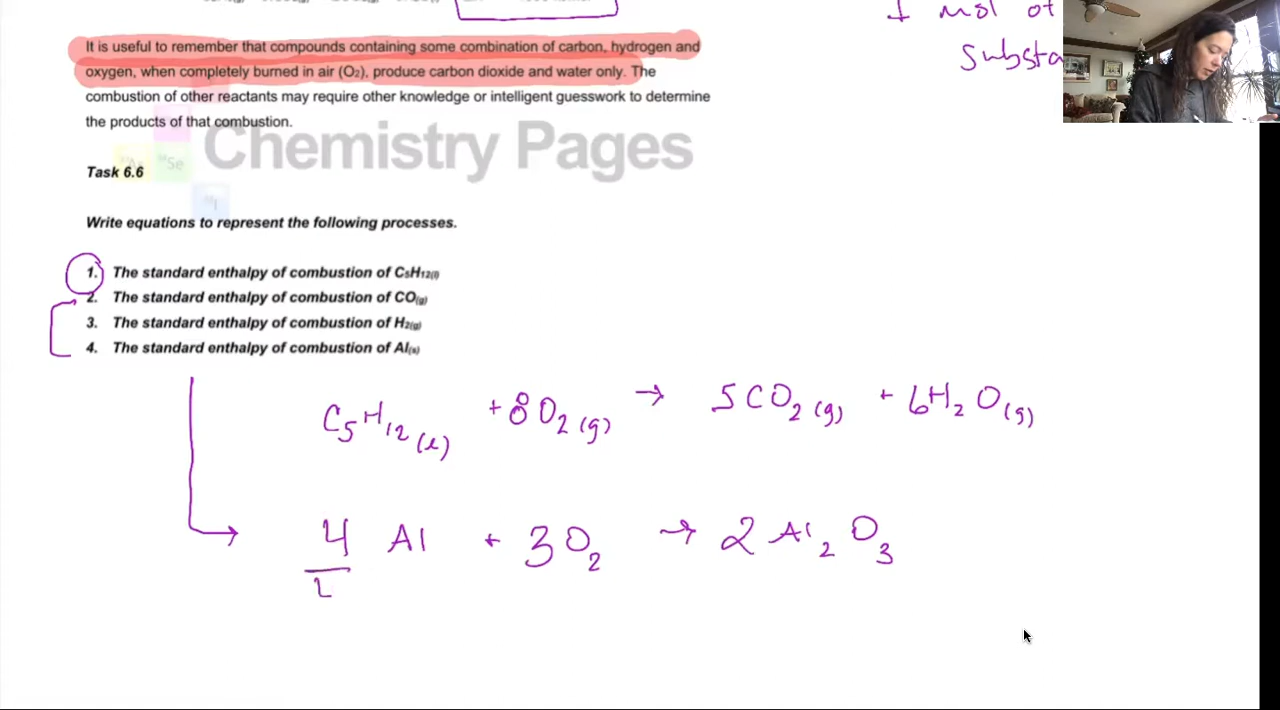 1 mol of
It is useful to remember that compounds containing some combination of carbon, hydrogen and
oxygen, when completely burned in air (O₂), produce carbon dioxide and water only. The
combustion of other reactants may require other knowledge or intelligent guesswork to determine
the products of that combustion.
Chemistry Pages
Se
Task 6.6
Write equations to represent the following processes.
1. The standard enthalpy of combustion of C₅H₁₂₍ₗ₎
2. The standard enthalpy of combustion of CO(g)
3. The standard enthalpy of combustion of H₂(g)
4. The standard enthalpy of combustion of Al(s)
C₅H₁₂ (l) + 8O₂ (g) → 5CO₂ (g) + 6H₂O (g)
4 Al + 3O₂ → 2Al₂O₃